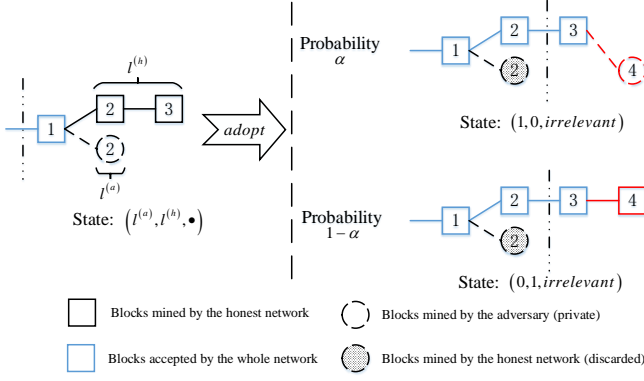 l^(h)
1
2
3
2
l^(a)
State: (l^(a), l^(h), •)
adopt
Probability
α
1
2
3
2
4
State: (1, 0, irrelevant)
Probability
1 − α
1
2
3
4
2
State: (0,1, irrelevant)
Blocks mined by the honest network
Blocks mined by the adversary (private)
Blocks accepted by the whole network
Blocks mined by the honest network (discarded)